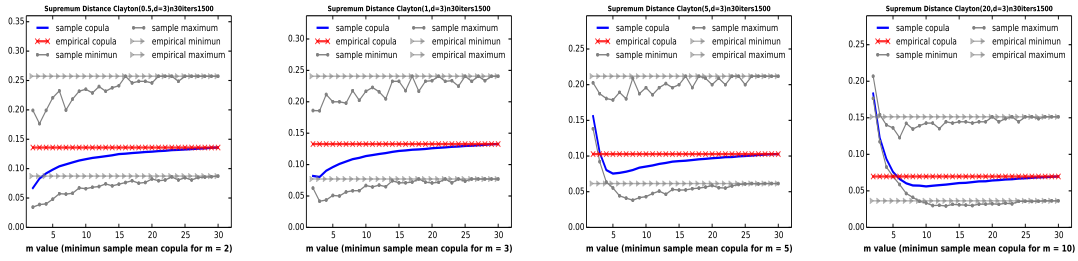 Supremum Distance Clayton(0.5,d=3)n30iters1500
0.35
0.30
0.25
0.20
0.15
0.10
0.05
0.00
sample copula
empirical copula
sample minimun
sample maximum
empirical minimun
empirical maximum
5 10 15 20 25 30
m value (minimun sample mean copula for m = 2)
Supremum Distance Clayton(1,d=3)n30iters1500
0.30
0.25
0.20
0.15
0.10
0.05
0.00
sample copula
empirical copula
sample minimun
sample maximum
empirical minimun
empirical maximum
5 10 15 20 25 30
m value (minimun sample mean copula for m = 3)
Supremum Distance Clayton(5,d=3)n30iters1500
0.25
0.20
0.15
0.10
0.05
0.00
sample copula
empirical copula
sample minimun
sample maximum
empirical minimun
empirical maximum
5 10 15 20 25 30
m value (minimun sample mean copula for m = 5)
Supremum Distance Clayton(20,d=3)n30iters1500
0.25
0.20
0.15
0.10
0.05
0.00
sample copula
empirical copula
sample minimun
sample maximum
empirical minimun
empirical maximum
5 10 15 20 25 30
m value (minimun sample mean copula for m = 10)